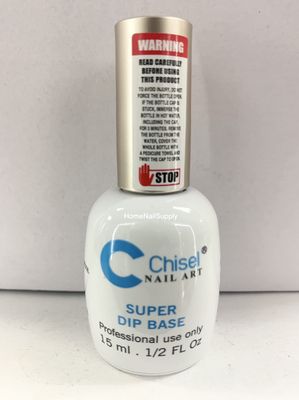 WARNING
READ CAREFULLY
BEFORE USING
THIS PRODUCT
TO AVOID INJURY, DO NOT
FORCE THE BOTTLE OPEN.
IF THE BOTTLE CAP IS
STUCK, IMMERSE THE
BOTTLE IN HOT WATER,
INCLUDING THE CAP,
FOR 3 MINUTES. REMOVE
THE BOTTLE FROM THE
WATER, COVER THE
WHOLE BOTTLE WITH
A PEDICURE TOWEL AND
TWIST THE CAP TO OPEN.
STOP
HomeNailSupply
Chisel®
NAIL ART
SUPER
DIP BASE
Professional use only
15 ml . 1/2 FL Oz